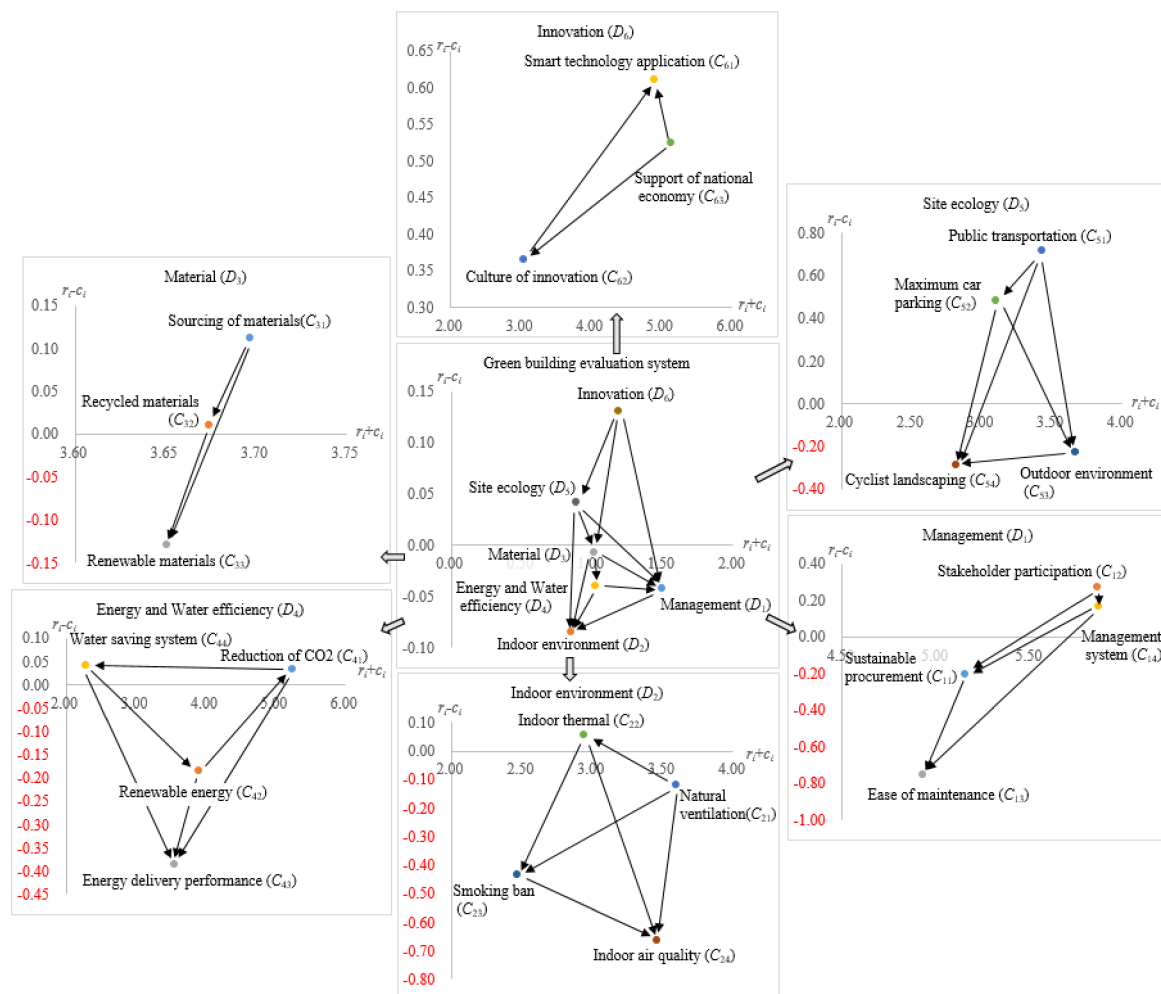 Innovation (D6)
ri-ci
0.65
Smart technology application (C61)
0.60
0.55
0.50
Support of national
economy (C63)
0.45
0.40
0.35
Culture of innovation (C62)
0.30
ri+ci
2.00 3.00 4.00 5.00 6.00
Site ecology (D5)
ri-ci
0.80
Public transportation (C51)
0.60
Maximum car
parking (C52)
0.40
0.20
0.00
ri+ci
2.00 2.50 3.00 3.50 4.00
-0.20
Cyclist landscaping (C54)
Outdoor environment
(C53)
-0.40
Material (D3)
ri-ci
0.15
Sourcing of materials(C31)
0.10
0.05
Recycled materials
(C32)
0.00
ri+ci
3.60 3.65 3.70 3.75
-0.05
-0.10
Renewable materials (C33)
-0.15
Green building evaluation system
ri-ci
0.15
Innovation (D6)
0.10
0.05
Site ecology (D5)
0.00
ri+ci
0.00 0.50 1.00 1.50 2.00
Material (D3)
-0.05
Energy and Water
efficiency (D4)
Management (D1)
Indoor environment (D2)
-0.10
Management (D1)
ri-ci
0.40
Stakeholder participation (C12)
0.20
0.00
ri+ci
4.50 5.00 5.50
Management
system (C14)
Sustainable
procurement (C11)
-0.20
-0.40
-0.60
-0.80
Ease of maintenance (C13)
-1.00
Energy and Water efficiency (D4)
ri-ci
0.10
Water saving system (C44)
Reduction of CO2 (C41)
0.05
0.00
ri+ci
2.00 4.00 5.00 6.00
-0.05
-0.10
-0.15
-0.20
Renewable energy (C42)
-0.25
-0.30
-0.35
-0.40
Energy delivery performance (C43)
-0.45
Indoor environment (D2)
ri-ci
Indoor thermal (C22)
0.10
0.00
ri+ci
2.00 2.50 3.00 3.50 4.00
-0.10
Natural
ventilation(C21)
-0.20
-0.30
-0.40
Smoking ban
(C23)
-0.50
-0.60
Indoor air quality (C24)
-0.70
-0.80